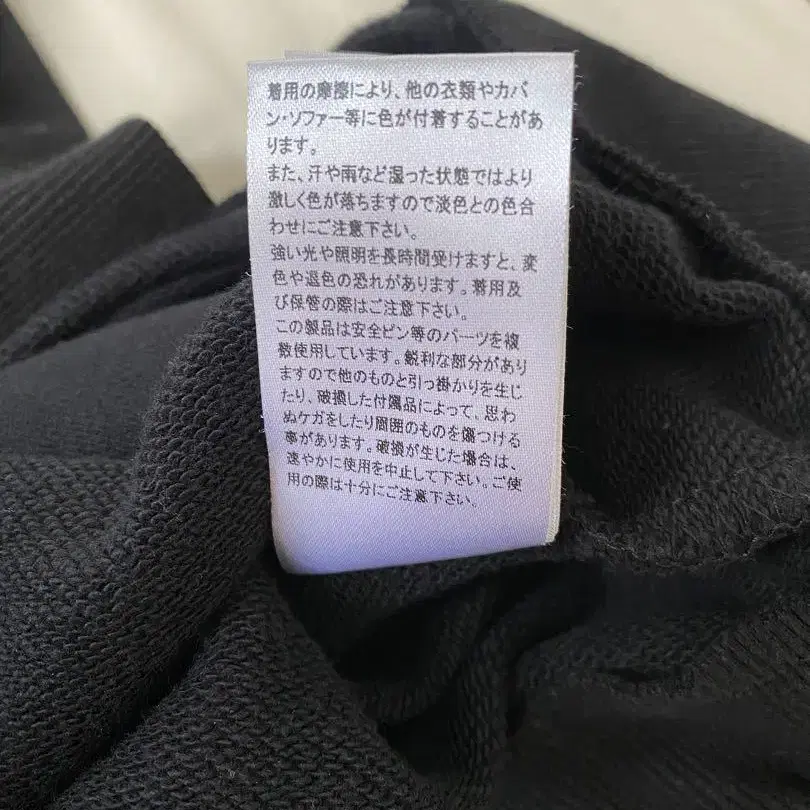 着用の摩擦により、他の衣類やカバ
ン・ソファー等に色が付着することがあ
ります。
また、汗や雨など湿った状態ではより
激しく色が落ちますので淡色との色合
わせにご注意下さい。
強い光や照明を長時間受けますと、変
色や退色の恐れがあります。着用及
び保管の際はご注意下さい。
この製品は安全ピン等のパーツを複
数使用しています。鋭利な部分があり
ますので他のものと引っ掛かりを生じ
たり、破損した付属品によって、思わ
ぬケガをしたり周囲のものを傷つける
事があります。破損が生じた場合は、
速やかに使用を中止して下さい。ご使
用の際は十分にご注意下さい。